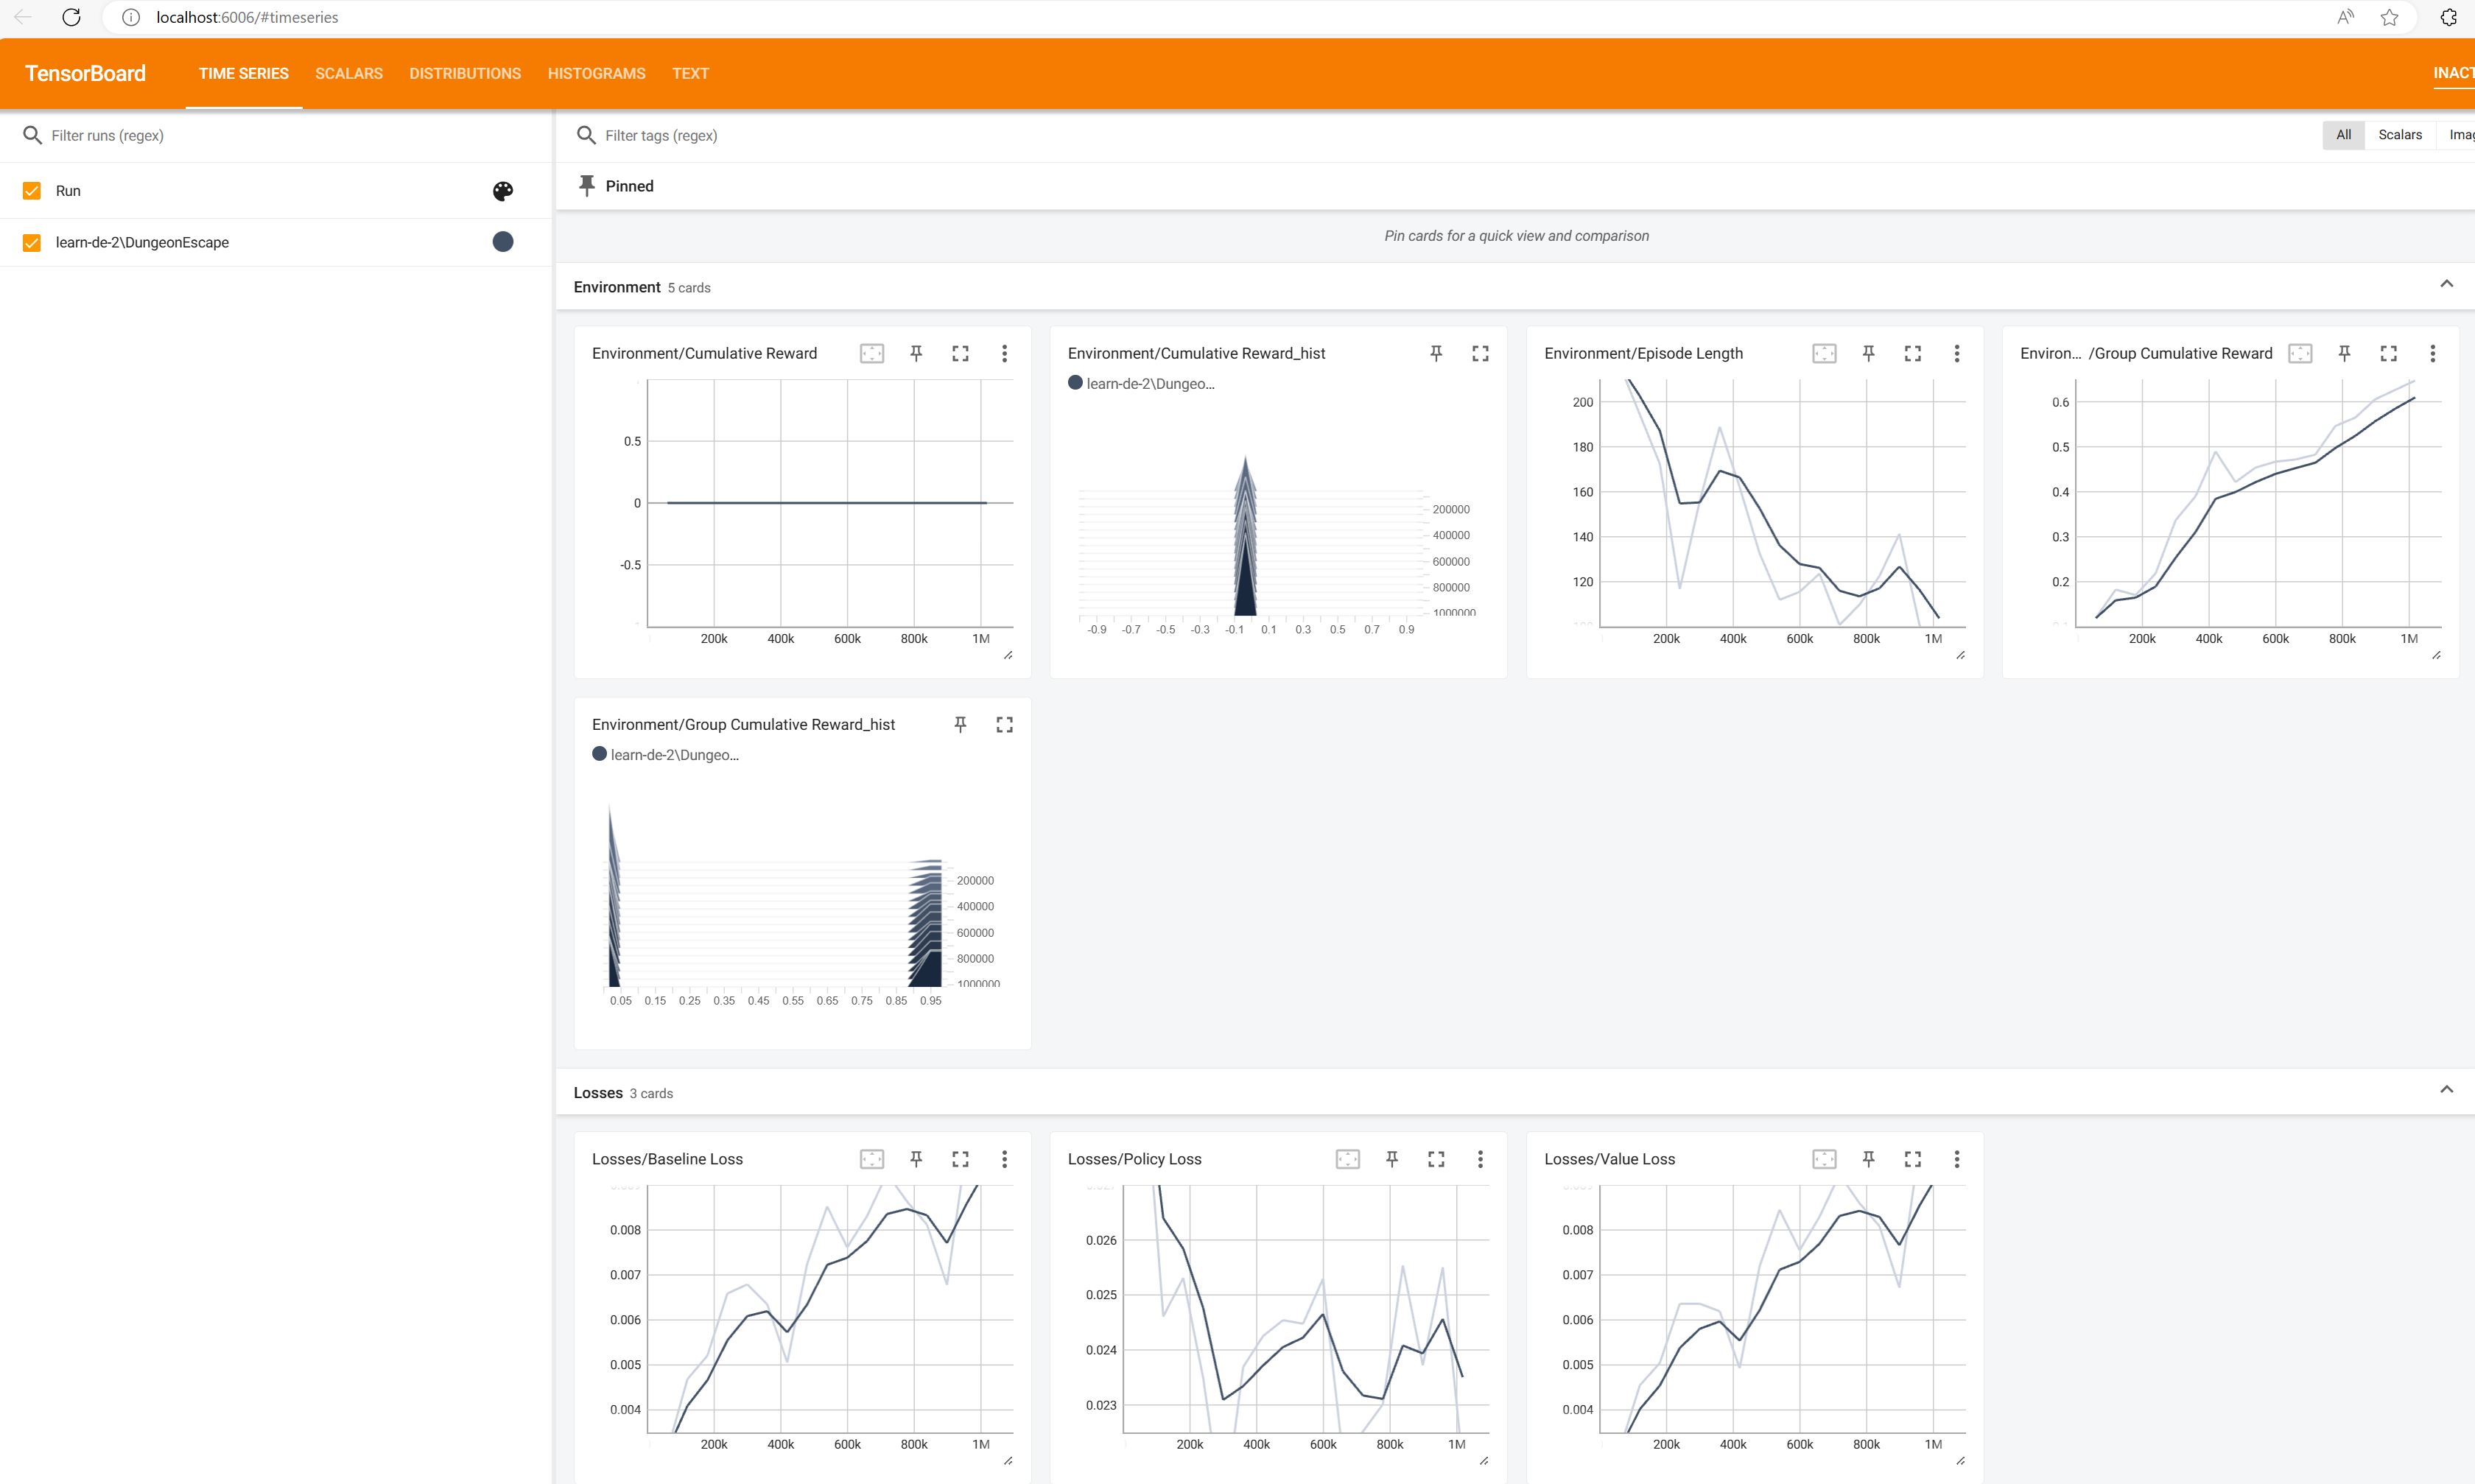 localhost:6006/#timeseries
TensorBoard TIME SERIES SCALARS DISTRIBUTIONS HISTOGRAMS TEXT INACT
Filter runs (regex)
Run
learn-de-2\DungeonEscape
Filter tags (regex)
All Scalars Imag
Pinned
Pin cards for a quick view and comparison
Environment 5 cards
Environment/Cumulative Reward
0.5
0
-0.5
200k 400k 600k 800k 1M
Environment/Cumulative Reward_hist
learn-de-2\Dungeo...
200000
400000
600000
800000
1000000
-0.9 -0.7 -0.5 -0.3 -0.1 0.1 0.3 0.5 0.7 0.9
Environment/Episode Length
200
180
160
140
120
200k 400k 600k 800k 1M
Environ... /Group Cumulative Reward
0.6
0.5
0.4
0.3
0.2
200k 400k 600k 800k 1M
Environment/Group Cumulative Reward_hist
learn-de-2\Dungeo...
200000
400000
600000
800000
1000000
0.05 0.15 0.25 0.35 0.45 0.55 0.65 0.75 0.85 0.95
Losses 3 cards
Losses/Baseline Loss
0.008
0.007
0.006
0.005
0.004
200k 400k 600k 800k 1M
Losses/Policy Loss
0.026
0.025
0.024
0.023
200k 400k 600k 800k 1M
Losses/Value Loss
0.008
0.007
0.006
0.005
0.004
200k 400k 600k 800k 1M